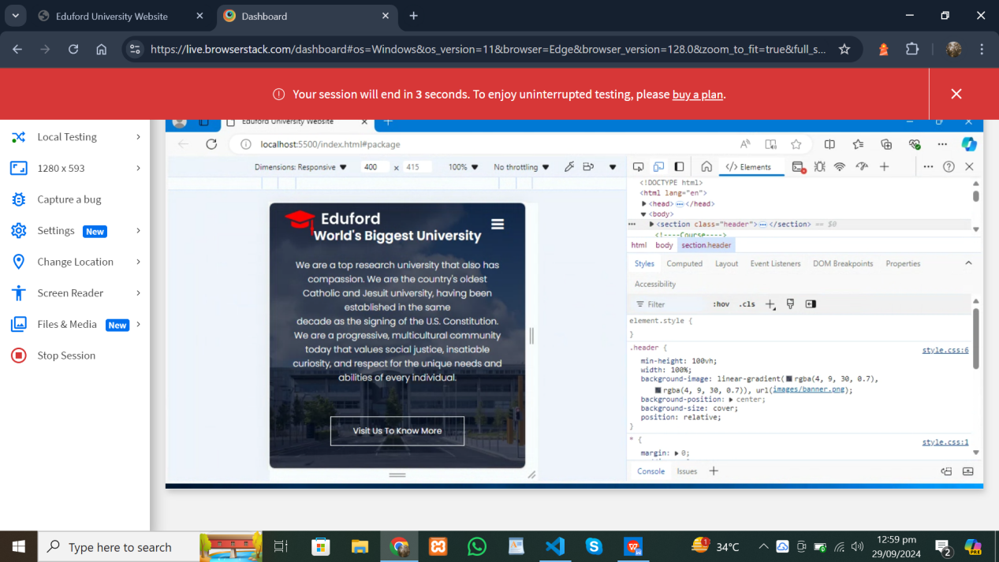 Eduford University Website
Dashboard
https://live.browserstack.com/dashboard#os=Windows&os_version=11&browser=Edge&browser_version=128.0&zoom_to_fit=true&full_s...
Your session will end in 3 seconds. To enjoy uninterrupted testing, please buy a plan.
Local Testing
1280 x 593
Capture a bug
Settings New
Change Location
Screen Reader
Files & Media New
Stop Session
Eduford University Website
localhost:5500/index.html#package
Dimensions: Responsive 400 x 415 100% No throttling
Elements
Eduford
World's Biggest University
We are a top research university that also has
compassion. We are the country's oldest
Catholic and Jesuit university, having been
established in the same
decade as the signing of the U.S. Constitution.
We are a progressive, multicultural community
today that values social justice, insatiable
curiosity, and respect for the unique needs and
abilities of every individual.
Visit Us To Know More
<!DOCTYPE html>
<html lang="en">
<head>…</head>
<body>
… <section class="header">…</section> == $0
<!----Course---->
html body section.header
Styles Computed Layout Event Listeners DOM Breakpoints Properties
Accessibility
Filter :hov .cls
element.style {
}
.header { style.css:6
min-height: 100vh;
width: 100%;
background-image: linear-gradient(rgba(4, 9, 30, 0.7),
rgba(4, 9, 30, 0.7)), url(images/banner.png);
background-position: center;
background-size: cover;
position: relative;
}
* { style.css:1
margin: 0;
Console Issues
Type here to search
1
34°C
12:59 pm
29/09/2024
2
PRE